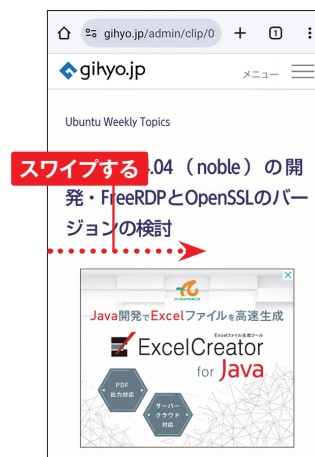 gihyo.jp/admin/clip/0
1
gihyo.jp
メニュー
Ubuntu Weekly Topics
スワイプする
.04（noble）の開
発・FreeRDPとOpenSSLのバー
ジョンの検討
ADVANCE
Java開発でExcelファイルを高速生成
Excelファイル生成ツール
ExcelCreator
for Java
PDF
出力対応
サーバー
クラウド
対応